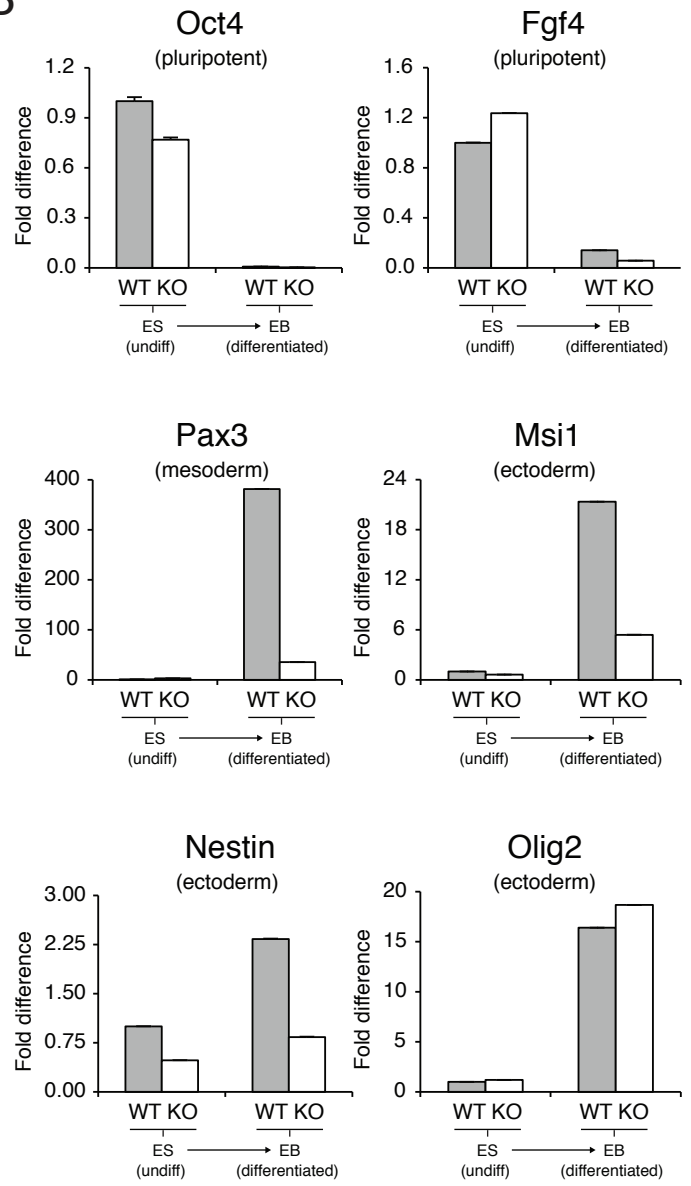 Oct4
(pluripotent)
Fold difference
1.2
0.9
0.6
0.3
0.0
WT KO WT KO
ES EB
(undiff) (differentiated)
Fgf4
(pluripotent)
Fold difference
1.6
1.2
0.8
0.4
0.0
WT KO WT KO
ES EB
(undiff) (differentiated)
Pax3
(mesoderm)
Fold difference
400
300
200
100
0
WT KO WT KO
ES EB
(undiff) (differentiated)
Msi1
(ectoderm)
Fold difference
24
18
12
6
0
WT KO WT KO
ES EB
(undiff) (differentiated)
Nestin
(ectoderm)
Fold difference
3.00
2.25
1.50
0.75
0.00
WT KO WT KO
ES EB
(undiff) (differentiated)
Olig2
(ectoderm)
Fold difference
20
15
10
5
0
WT KO WT KO
ES EB
(undiff) (differentiated)